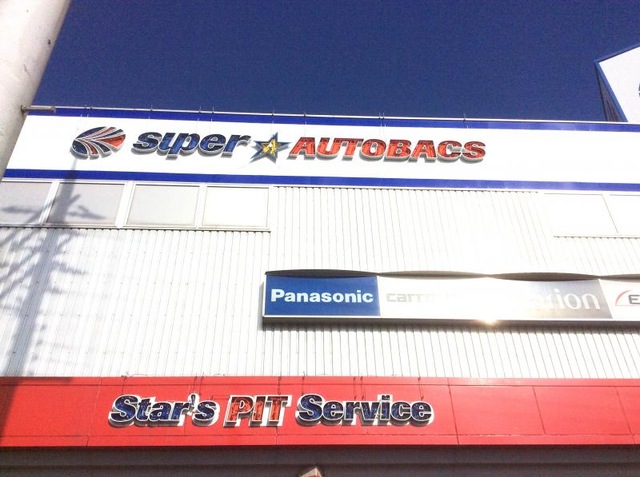 super AUTOBACS
Panasonic
Star's PIT Service